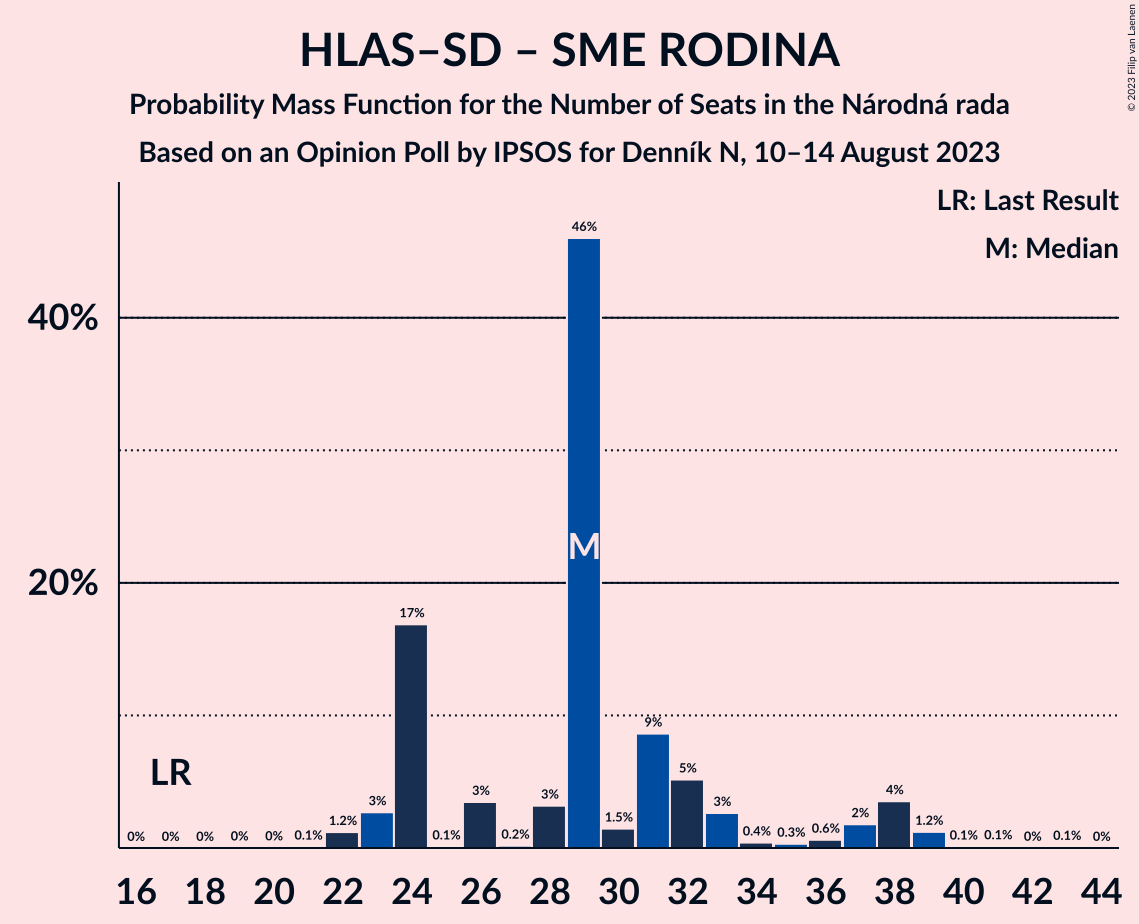 HLAS–SD – SME RODINA
Probability Mass Function for the Number of Seats in the Národná rada
Based on an Opinion Poll by IPSOS for Denník N, 10–14 August 2023
© 2023 Filip van Laenen
LR: Last Result
M: Median
40%
20%
LR
M
0% 0% 0% 0% 0% 0.1% 1.2% 3% 17% 0.1% 3% 0.2% 3% 46% 1.5% 9% 5% 3% 0.4% 0.3% 0.6% 2% 4% 1.2% 0.1% 0.1% 0% 0.1% 0%
16 18 20 22 24 26 28 30 32 34 36 38 40 42 44